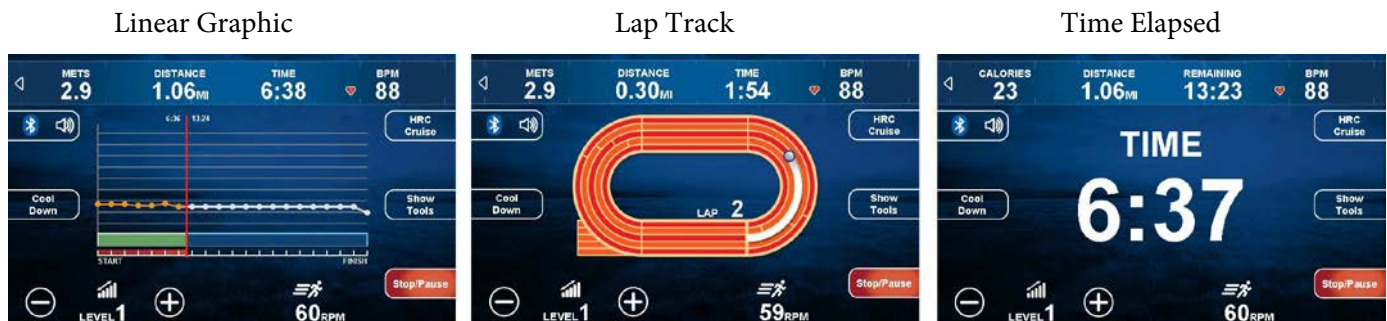 Linear Graphic
METS DISTANCE TIME BPM
2.9 1.06MI 6:38 88
6:36 13:24
HRC Cruise
Cool Down
Show Tools
START FINISH
Stop/Pause
LEVEL 1 60RPM
Lap Track
METS DISTANCE TIME BPM
2.9 0.30MI 1:54 88
HRC Cruise
Cool Down
Show Tools
LAP 2
Stop/Pause
LEVEL 1 59RPM
Time Elapsed
CALORIES DISTANCE REMAINING BPM
23 1.06MI 13:23 88
HRC Cruise
TIME
Cool Down
6:37
Show Tools
Stop/Pause
LEVEL 1 60RPM